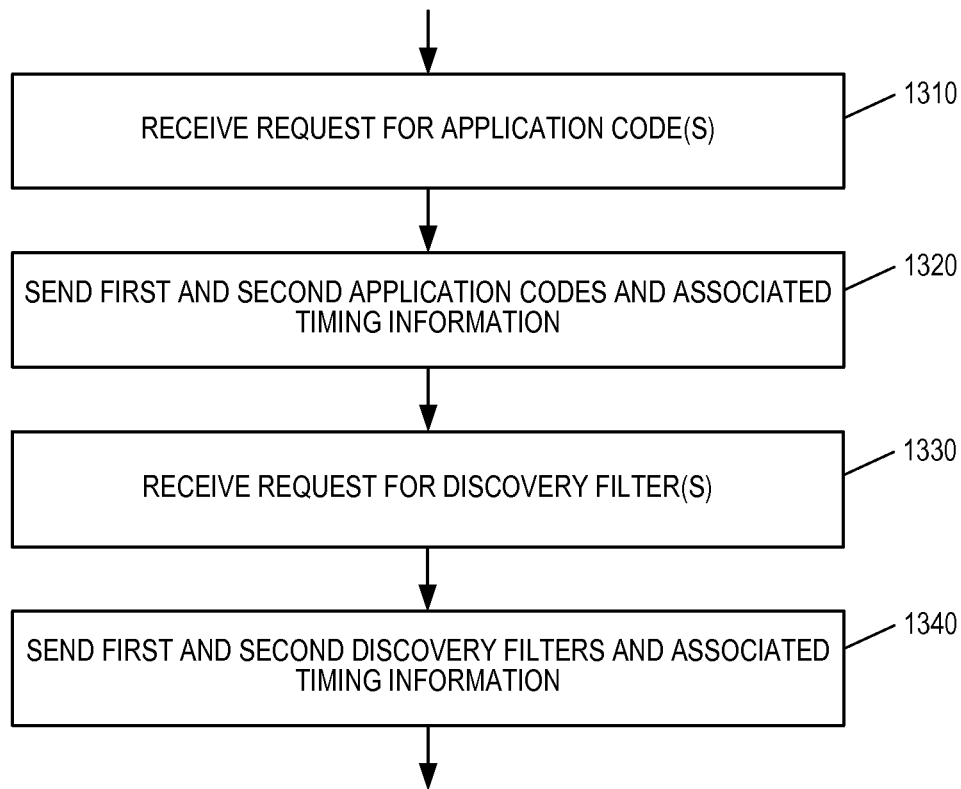 1310
RECEIVE REQUEST FOR APPLICATION CODE(S)
1320
SEND FIRST AND SECOND APPLICATION CODES AND ASSOCIATED
TIMING INFORMATION
1330
RECEIVE REQUEST FOR DISCOVERY FILTER(S)
1340
SEND FIRST AND SECOND DISCOVERY FILTERS AND ASSOCIATED
TIMING INFORMATION